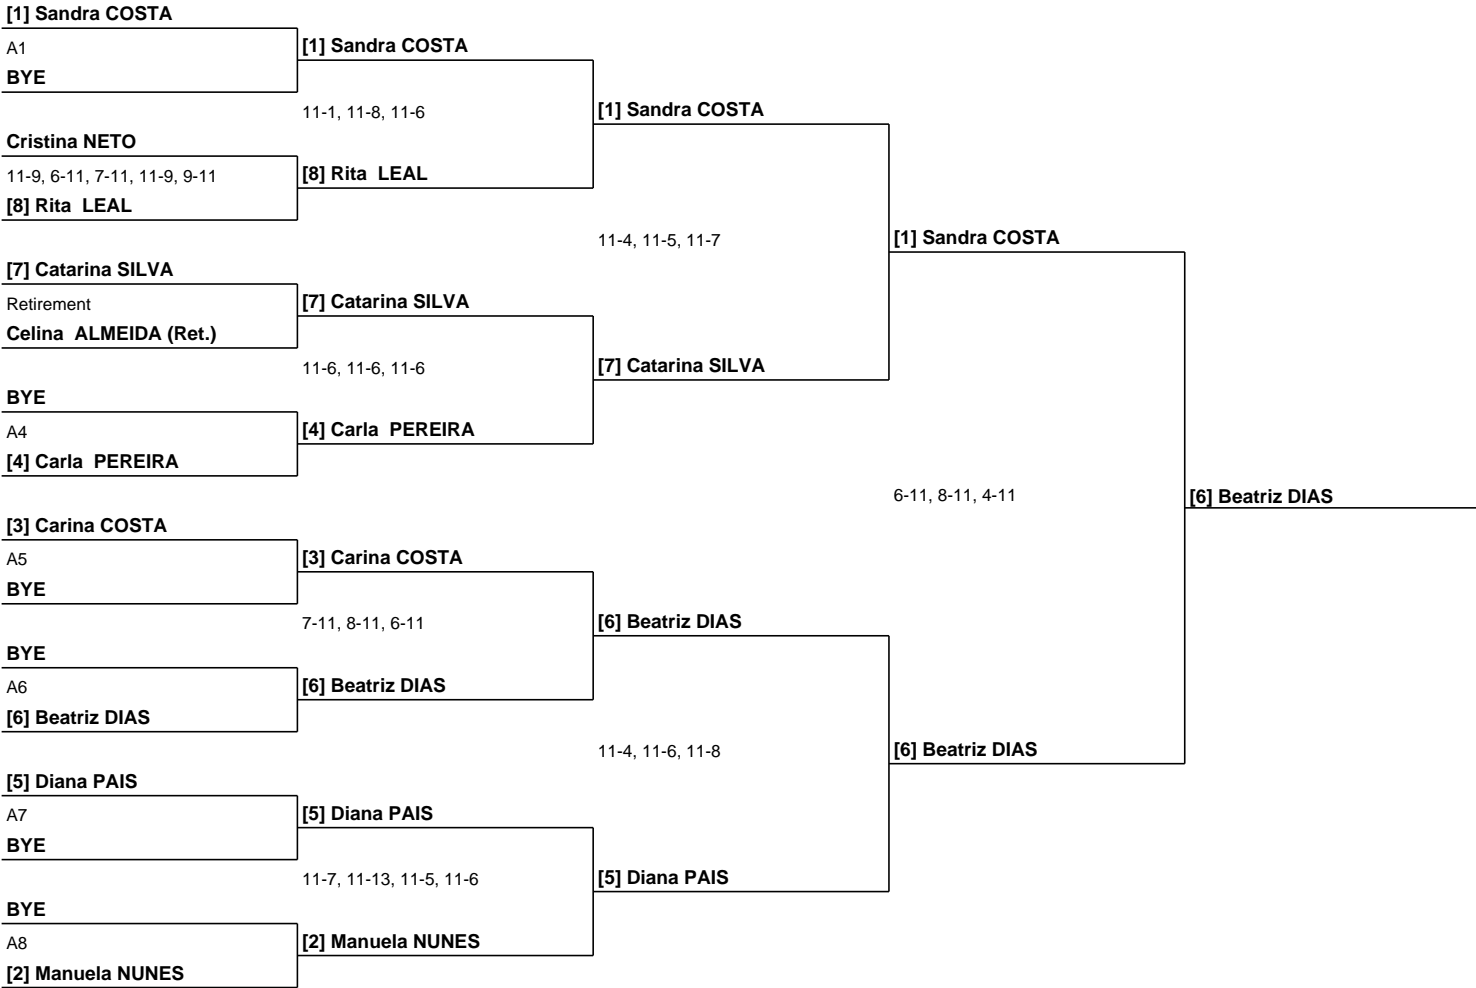 [1] Sandra COSTA
A1
BYE
Cristina NETO
11-9, 6-11, 7-11, 11-9, 9-11
[8] Rita  LEAL
[7] Catarina SILVA
Retirement
Celina  ALMEIDA (Ret.)
BYE
A4
[4] Carla  PEREIRA
[3] Carina COSTA
A5
BYE
BYE
A6
[6] Beatriz DIAS
[5] Diana PAIS
A7
BYE
BYE
A8
[2] Manuela NUNES
[1] Sandra COSTA
11-1, 11-8, 11-6
[8] Rita  LEAL
[7] Catarina SILVA
11-6, 11-6, 11-6
[4] Carla  PEREIRA
[3] Carina COSTA
7-11, 8-11, 6-11
[6] Beatriz DIAS
[5] Diana PAIS
11-7, 11-13, 11-5, 11-6
[2] Manuela NUNES
[1] Sandra COSTA
11-4, 11-5, 11-7
[7] Catarina SILVA
[6] Beatriz DIAS
11-4, 11-6, 11-8
[5] Diana PAIS
[1] Sandra COSTA
6-11, 8-11, 4-11
[6] Beatriz DIAS
[6] Beatriz DIAS